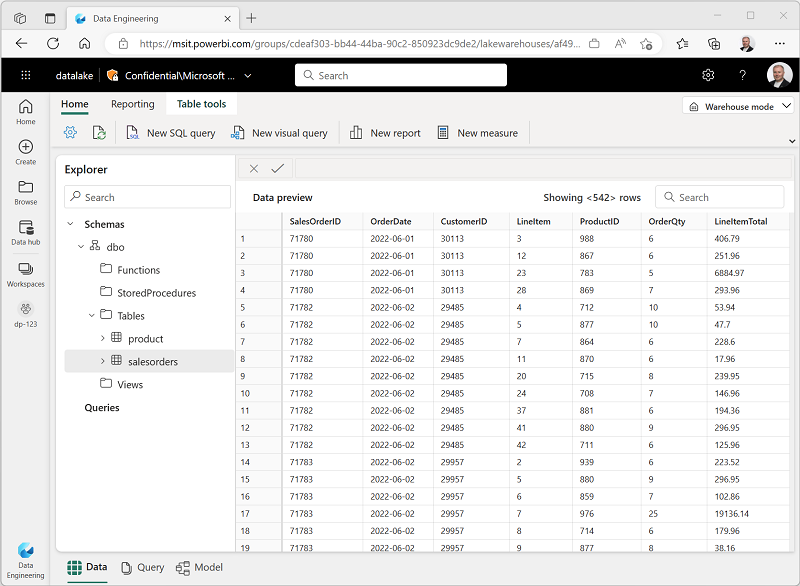 Data Engineering
https://msit.powerbi.com/groups/cdeaf303-bb44-44ba-90c2-850923dc9de2/lakewarehouses/af49...
datalake Confidential\Microsoft ... Search
Home Reporting Table tools Warehouse mode
New SQL query New visual query New report New measure
Home
Create
Browse
Data hub
Workspaces
dp-123
Data
Engineering
Explorer
Search
Schemas
dbo
Functions
StoredProcedures
Tables
product
salesorders
Views
Queries
Data preview Showing <542> rows Search
SalesOrderID OrderDate CustomerID LineItem ProductID OrderQty LineItemTotal
1 71780 2022-06-01 30113 3 988 6 406.79
2 71780 2022-06-01 30113 12 867 6 251.96
3 71780 2022-06-01 30113 23 783 5 6884.97
4 71780 2022-06-01 30113 28 869 7 293.96
5 71782 2022-06-02 29485 4 712 10 53.94
6 71782 2022-06-02 29485 5 877 10 47.7
7 71782 2022-06-02 29485 7 864 6 228.6
8 71782 2022-06-02 29485 11 870 6 17.96
9 71782 2022-06-02 29485 20 715 8 239.95
10 71782 2022-06-02 29485 24 708 7 146.96
11 71782 2022-06-02 29485 37 881 6 194.36
12 71782 2022-06-02 29485 41 880 9 296.95
13 71782 2022-06-02 29485 42 711 6 125.96
14 71783 2022-06-02 29957 2 939 6 223.52
15 71783 2022-06-02 29957 5 880 9 296.95
16 71783 2022-06-02 29957 6 859 7 102.86
17 71783 2022-06-02 29957 7 976 25 19136.14
18 71783 2022-06-02 29957 8 714 6 179.96
19 71783 2022-06-02 29957 9 877 8 38.16
Data Query Model